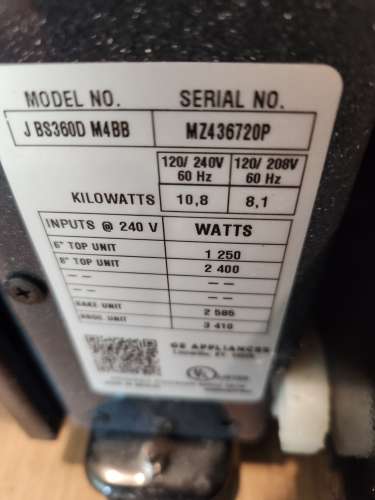 MODEL NO. SERIAL NO.
JBS360D M4BB MZ436720P
120/ 240V 120/ 208V
60 Hz 60 Hz
KILOWATTS 10,8 8,1
INPUTS @ 240 V WATTS
6" TOP UNIT 1 250
8" TOP UNIT 2 400
-- --
-- --
BAKE UNIT 2 585
BROIL UNIT 3 410
GE APPLIANCES
UL